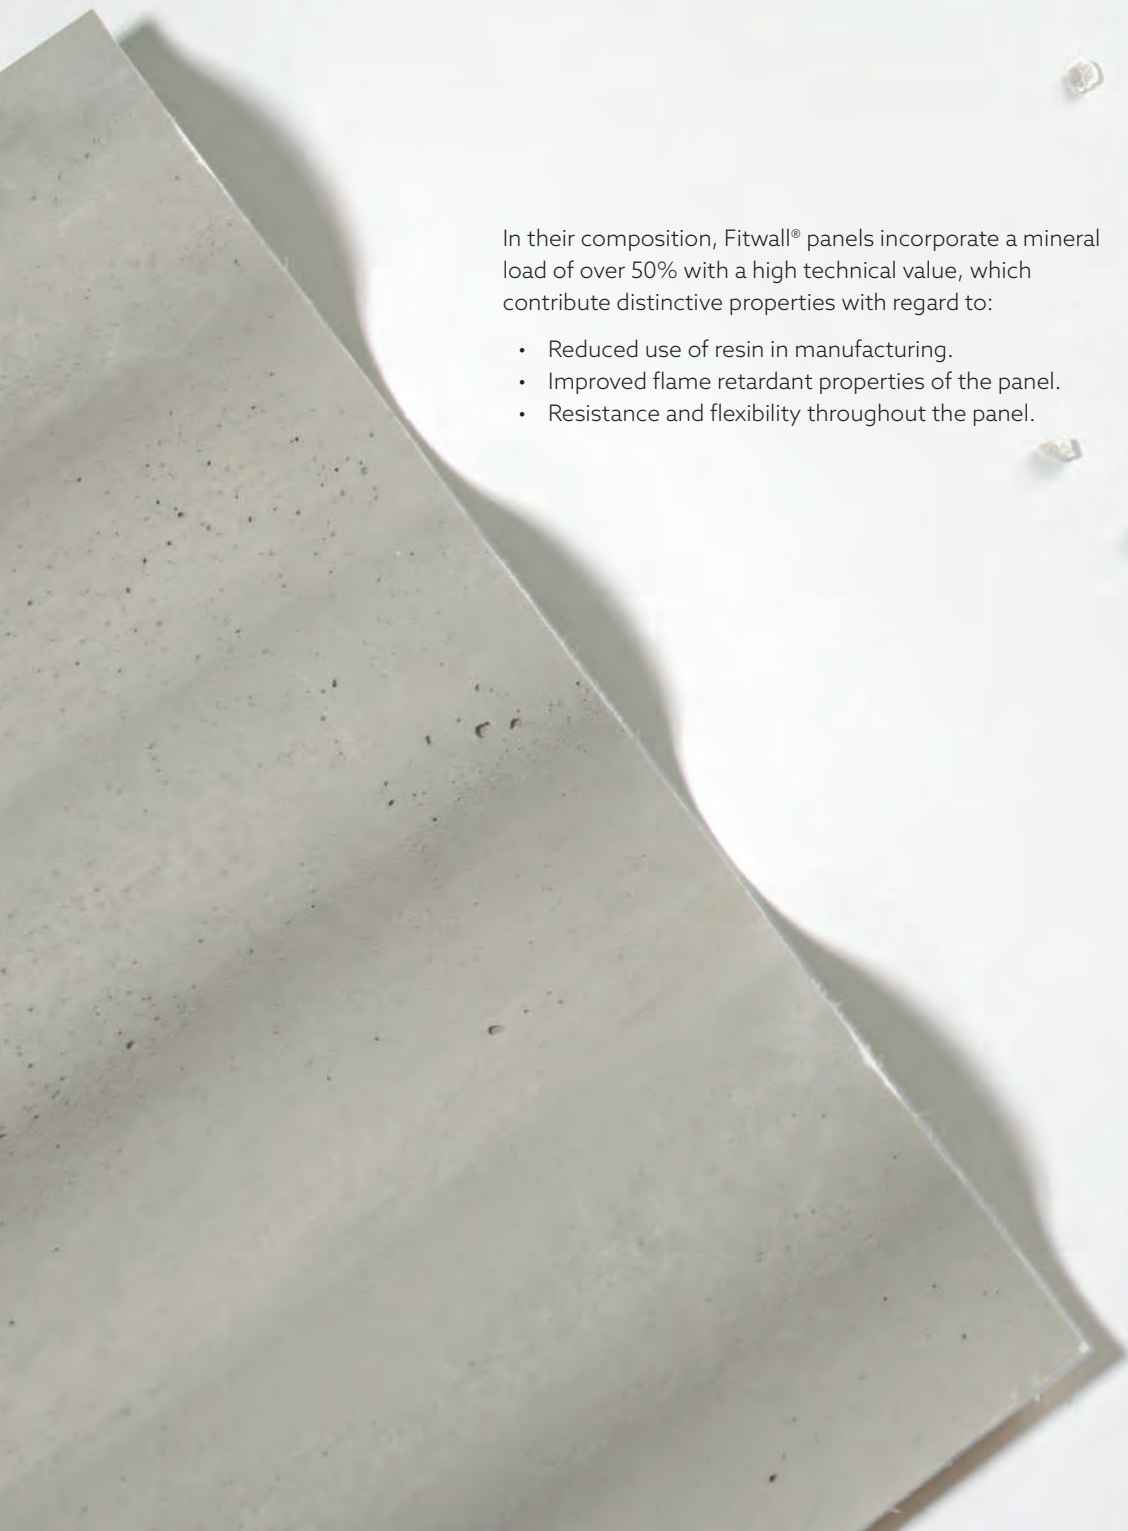 In their composition, Fitwall® panels incorporate a mineral
load of over 50% with a high technical value, which
contribute distinctive properties with regard to:
• Reduced use of resin in manufacturing.
• Improved flame retardant properties of the panel.
• Resistance and flexibility throughout the panel.